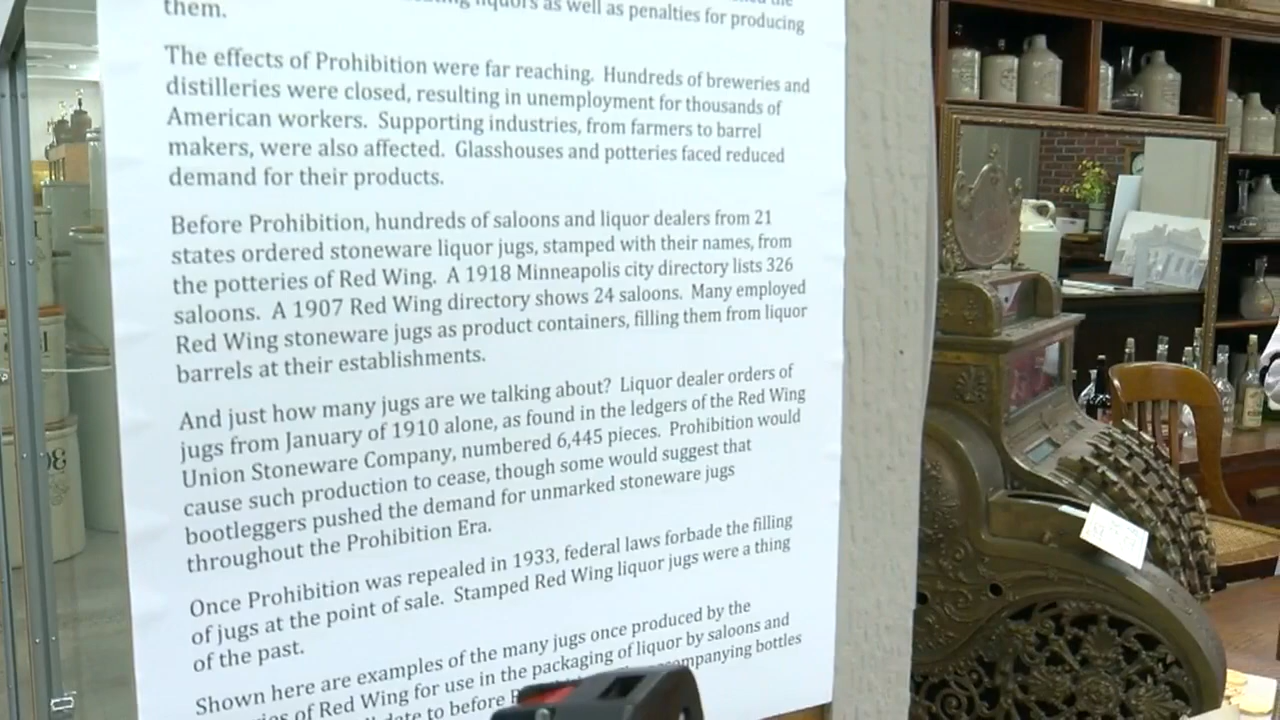 liquors as well as penalties for producing
them.
The effects of Prohibition were far reaching. Hundreds of breweries and
distilleries were closed, resulting in unemployment for thousands of
American workers. Supporting industries, from farmers to barrel
makers, were also affected. Glasshouses and potteries faced reduced
demand for their products.
Before Prohibition, hundreds of saloons and liquor dealers from 21
states ordered stoneware liquor jugs, stamped with their names, from
the potteries of Red Wing. A 1918 Minneapolis city directory lists 326
saloons. A 1907 Red Wing directory shows 24 saloons. Many employed
Red Wing stoneware jugs as product containers, filling them from liquor
barrels at their establishments.
And just how many jugs are we talking about? Liquor dealer orders of
jugs from January of 1910 alone, as found in the ledgers of the Red Wing
Union Stoneware Company, numbered 6,445 pieces. Prohibition would
cause such production to cease, though some would suggest that
bootleggers pushed the demand for unmarked stoneware jugs
throughout the Prohibition Era.
Once Prohibition was repealed in 1933, federal laws forbade the filling
of jugs at the point of sale. Stamped Red Wing liquor jugs were a thing
of the past.
Shown here are examples of the many jugs once produced by the
of Red Wing for use in the packaging of liquor by saloons and
to before bottles